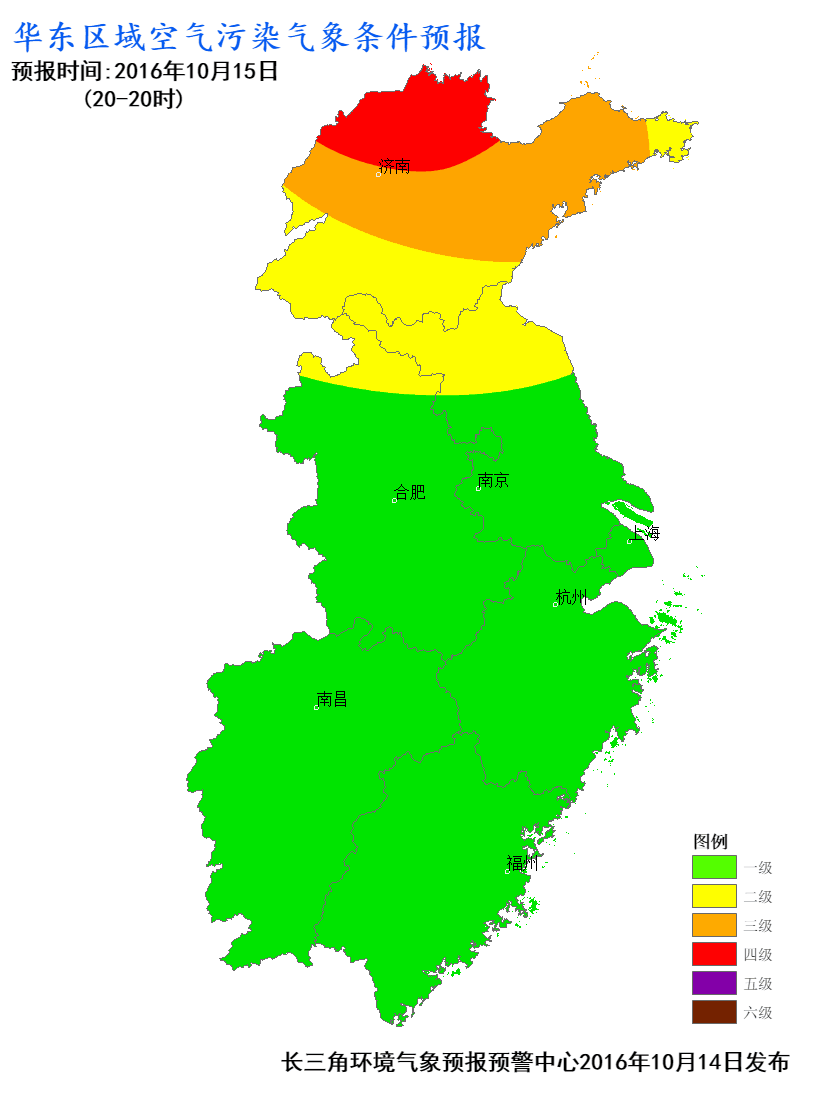 华东区域空气污染气象条件预报
预报时间:2016年10月15日
(20-20时)
济南
合肥
南京
上海
杭州
南昌
福州
图例
一级
二级
三级
四级
五级
六级
长三角环境气象预报预警中心2016年10月14日发布